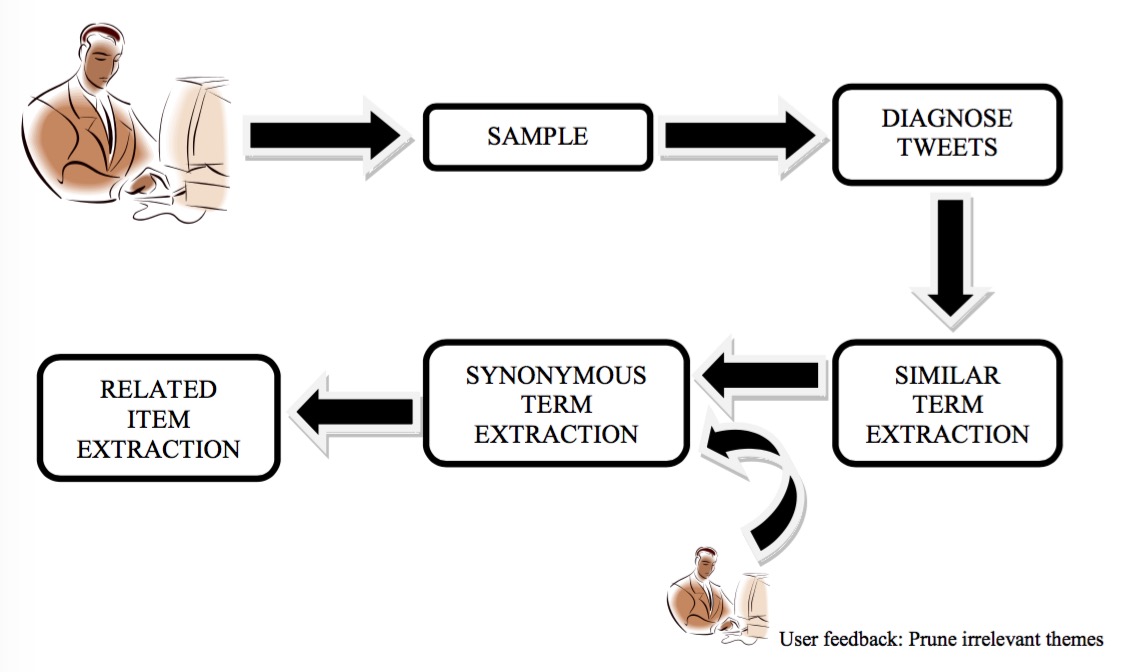 SAMPLE
DIAGNOSE
TWEETS
SIMILAR
TERM
EXTRACTION
SYNONYMOUS
TERM
EXTRACTION
RELATED
ITEM
EXTRACTION
User feedback: Prune irrelevant themes